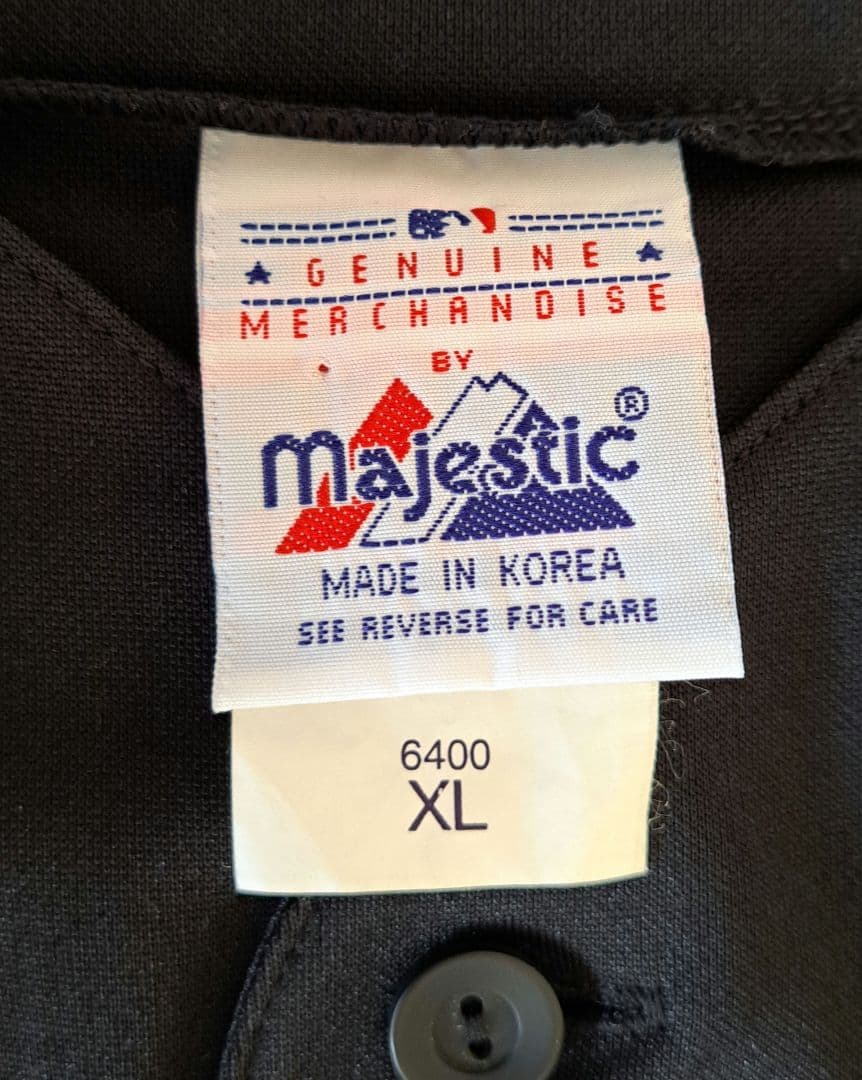 GENUINE
MERCHANDISE
BY
majestic®
MADE IN KOREA
SEE REVERSE FOR CARE
6400
XL